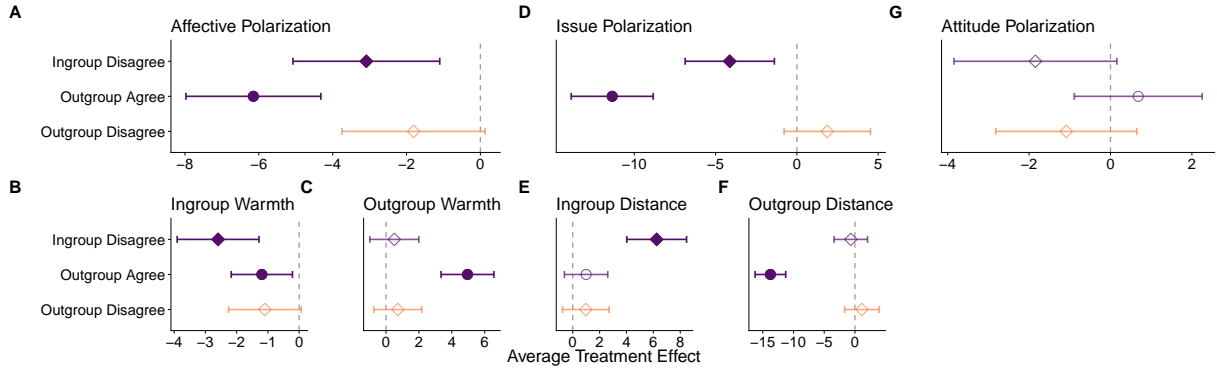 A
Affective Polarization
Ingroup Disagree
Outgroup Agree
Outgroup Disagree
−8 −6 −4 −2 0
D
Issue Polarization
−10 −5 0 5
G
Attitude Polarization
−4 −2 0 2
B
Ingroup Warmth
Ingroup Disagree
Outgroup Agree
Outgroup Disagree
−4 −3 −2 −1 0
C
Outgroup Warmth
0 2 4 6
E
Ingroup Distance
0 2 4 6 8
F
Outgroup Distance
−15 −10 −5 0
Average Treatment Effect